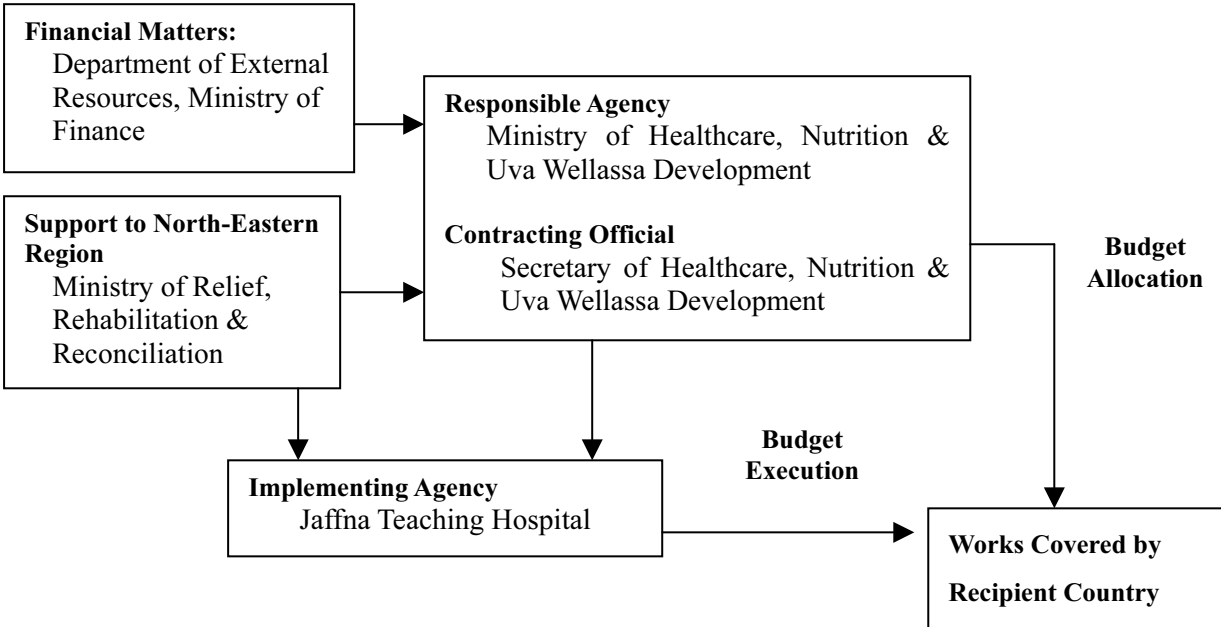 Financial Matters:
Department of External
Resources, Ministry of
Finance
Support to North-Eastern
Region
Ministry of Relief,
Rehabilitation &
Reconciliation
Responsible Agency
Ministry of Healthcare, Nutrition &
Uva Wellassa Development
Contracting Official
Secretary of Healthcare, Nutrition &
Uva Wellassa Development
Budget
Allocation
Budget
Execution
Implementing Agency
Jaffna Teaching Hospital
Works Covered by
Recipient Country